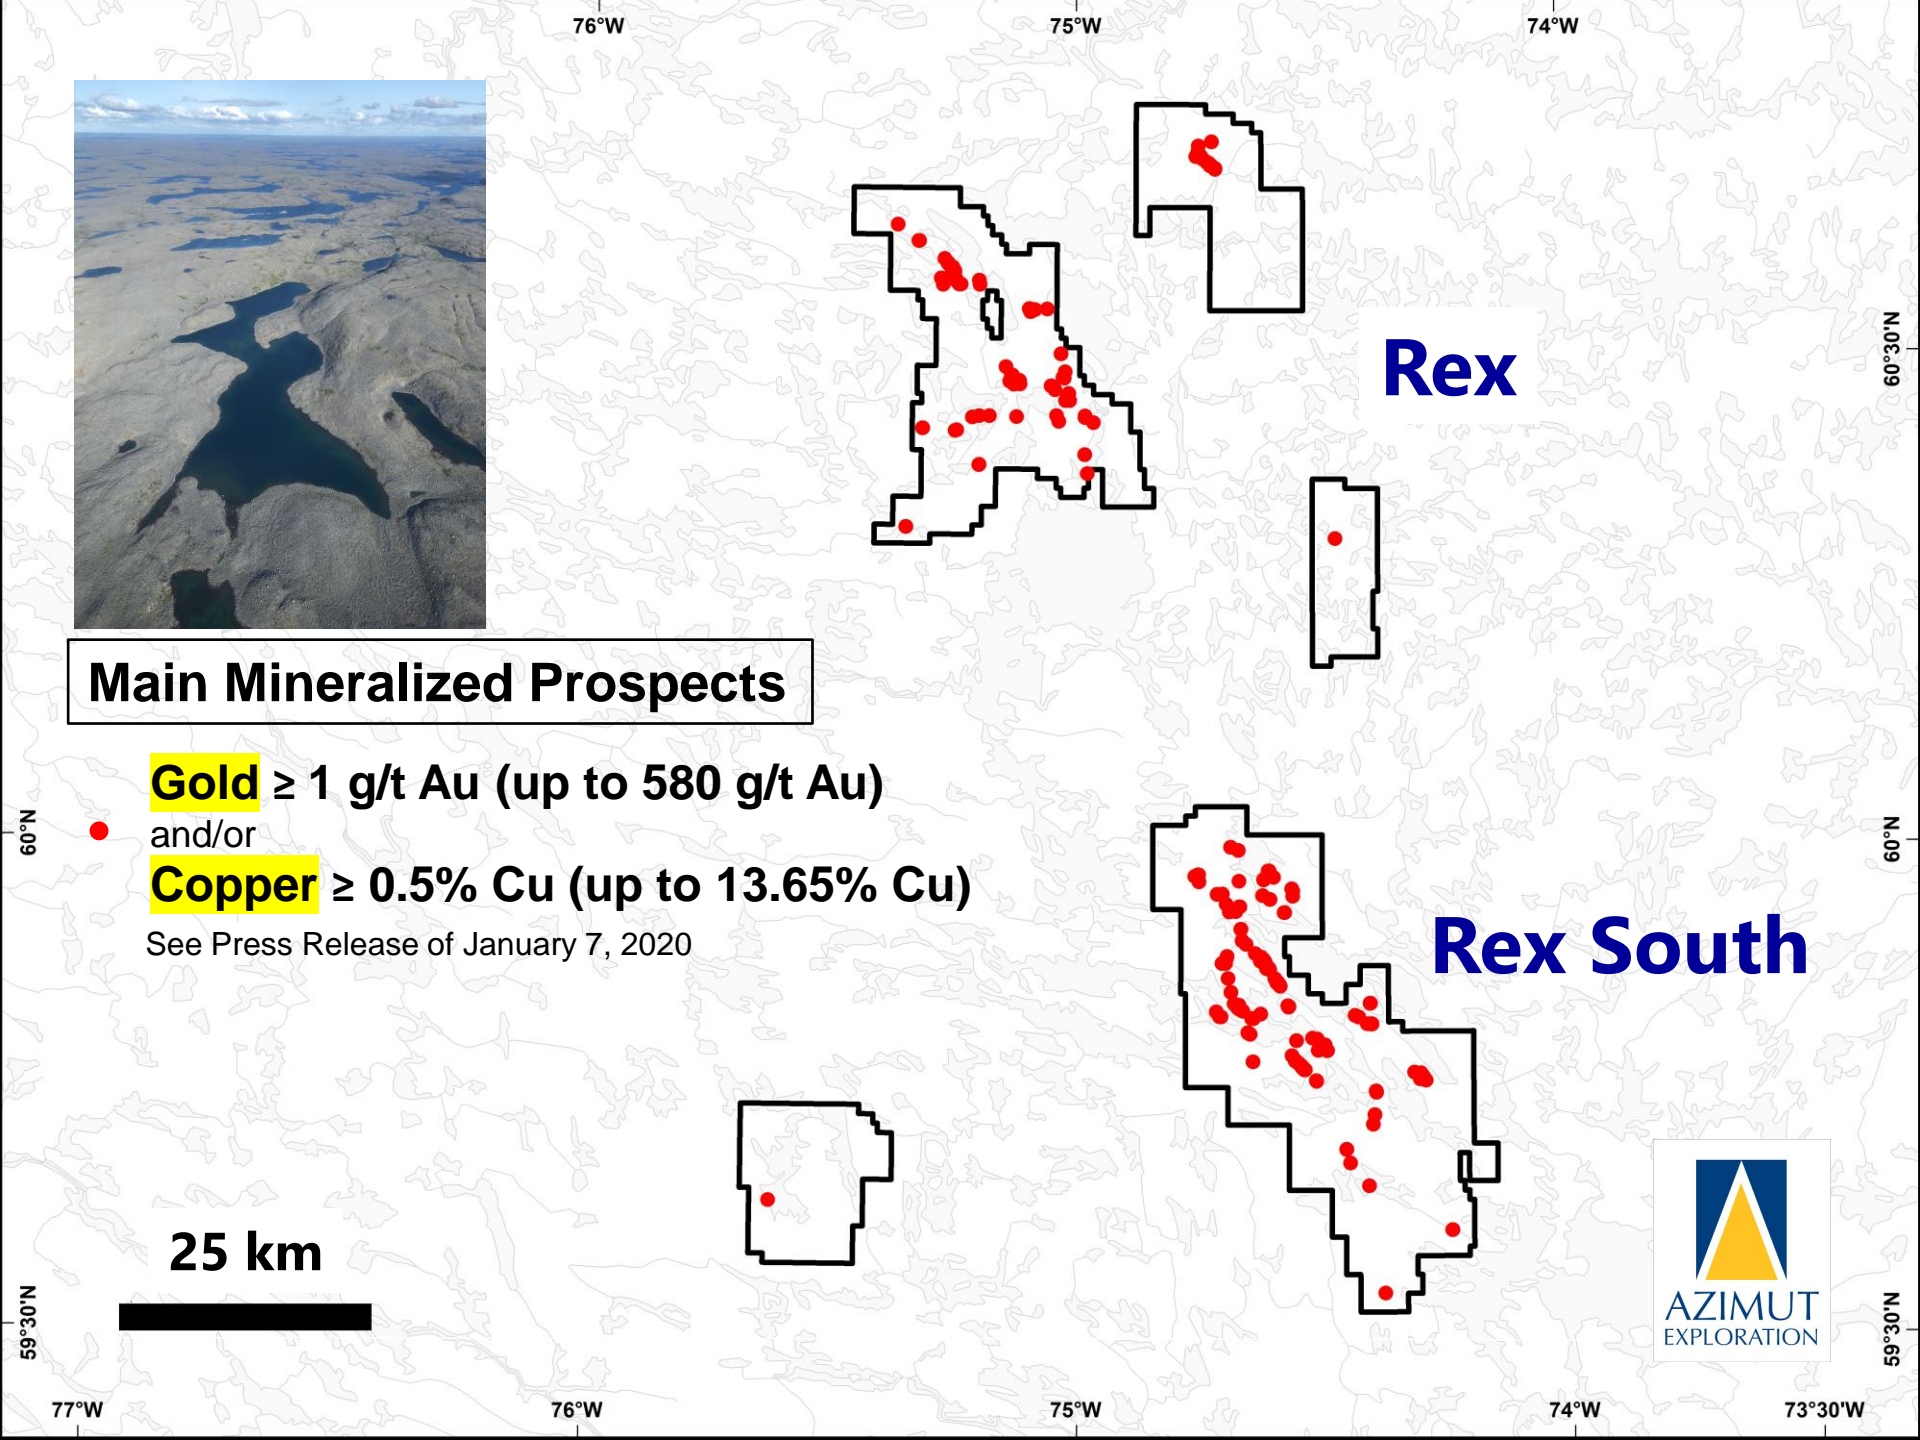 76°W
75°W
74°W
60°30'N
Rex
Main Mineralized Prospects
Gold ≥ 1 g/t Au (up to 580 g/t Au)
and/or
Copper ≥ 0.5% Cu (up to 13.65% Cu)
See Press Release of January 7, 2020
60°N
60°N
Rex South
25 km
AZIMUT
EXPLORATION
59°30'N
59°30'N
77°W
76°W
75°W
74°W
73°30'W